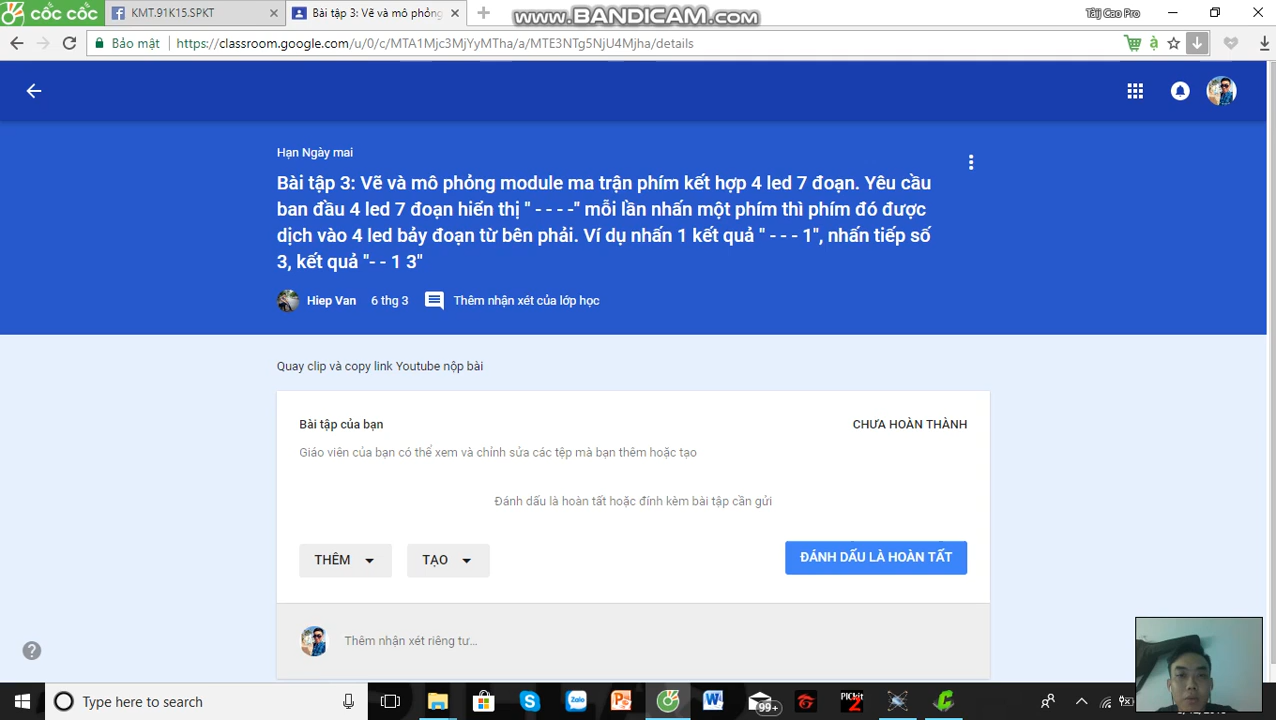 cốc cốc
KMT.91K15.SPKT
Bài tập 3: Vẽ và mô phỏng
www.BANDICAM.com
Tăij Cao Pro
Bảo mật
https://classroom.google.com/u/0/c/MTA1Mjc3MjYyMTha/a/MTE3NTg5NjU4Mjha/details
Hạn Ngày mai
Bài tập 3: Vẽ và mô phỏng module ma trận phím kết hợp 4 led 7 đoạn. Yêu cầu
ban đầu 4 led 7 đoạn hiển thị " - - - -" mỗi lần nhấn một phím thì phím đó được
dịch vào 4 led bảy đoạn từ bên phải. Ví dụ nhấn 1 kết quả " - - - 1", nhấn tiếp số
3, kết quả "- - 1 3"
Hiep Van 6 thg 3 Thêm nhận xét của lớp học
Quay clip và copy link Youtube nộp bài
Bài tập của bạn
CHƯA HOÀN THÀNH
Giáo viên của bạn có thể xem và chỉnh sửa các tệp mà bạn thêm hoặc tạo
Đánh dấu là hoàn tất hoặc đính kèm bài tập cần gửi
THÊM
TẠO
ĐÁNH DẤU LÀ HOÀN TẤT
Thêm nhận xét riêng tư...
Type here to search
Zalo
99+
PICkit
2